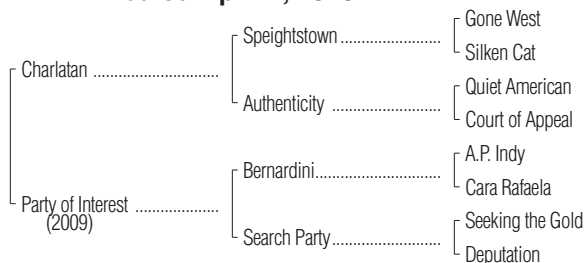 Charlatan
Party of Interest
(2009)
Speightstown
Authenticity
Bernardini
Search Party
Gone West
Silken Cat
Quiet American
Court of Appeal
A.P. Indy
Cara Rafaela
Seeking the Gold
Deputation